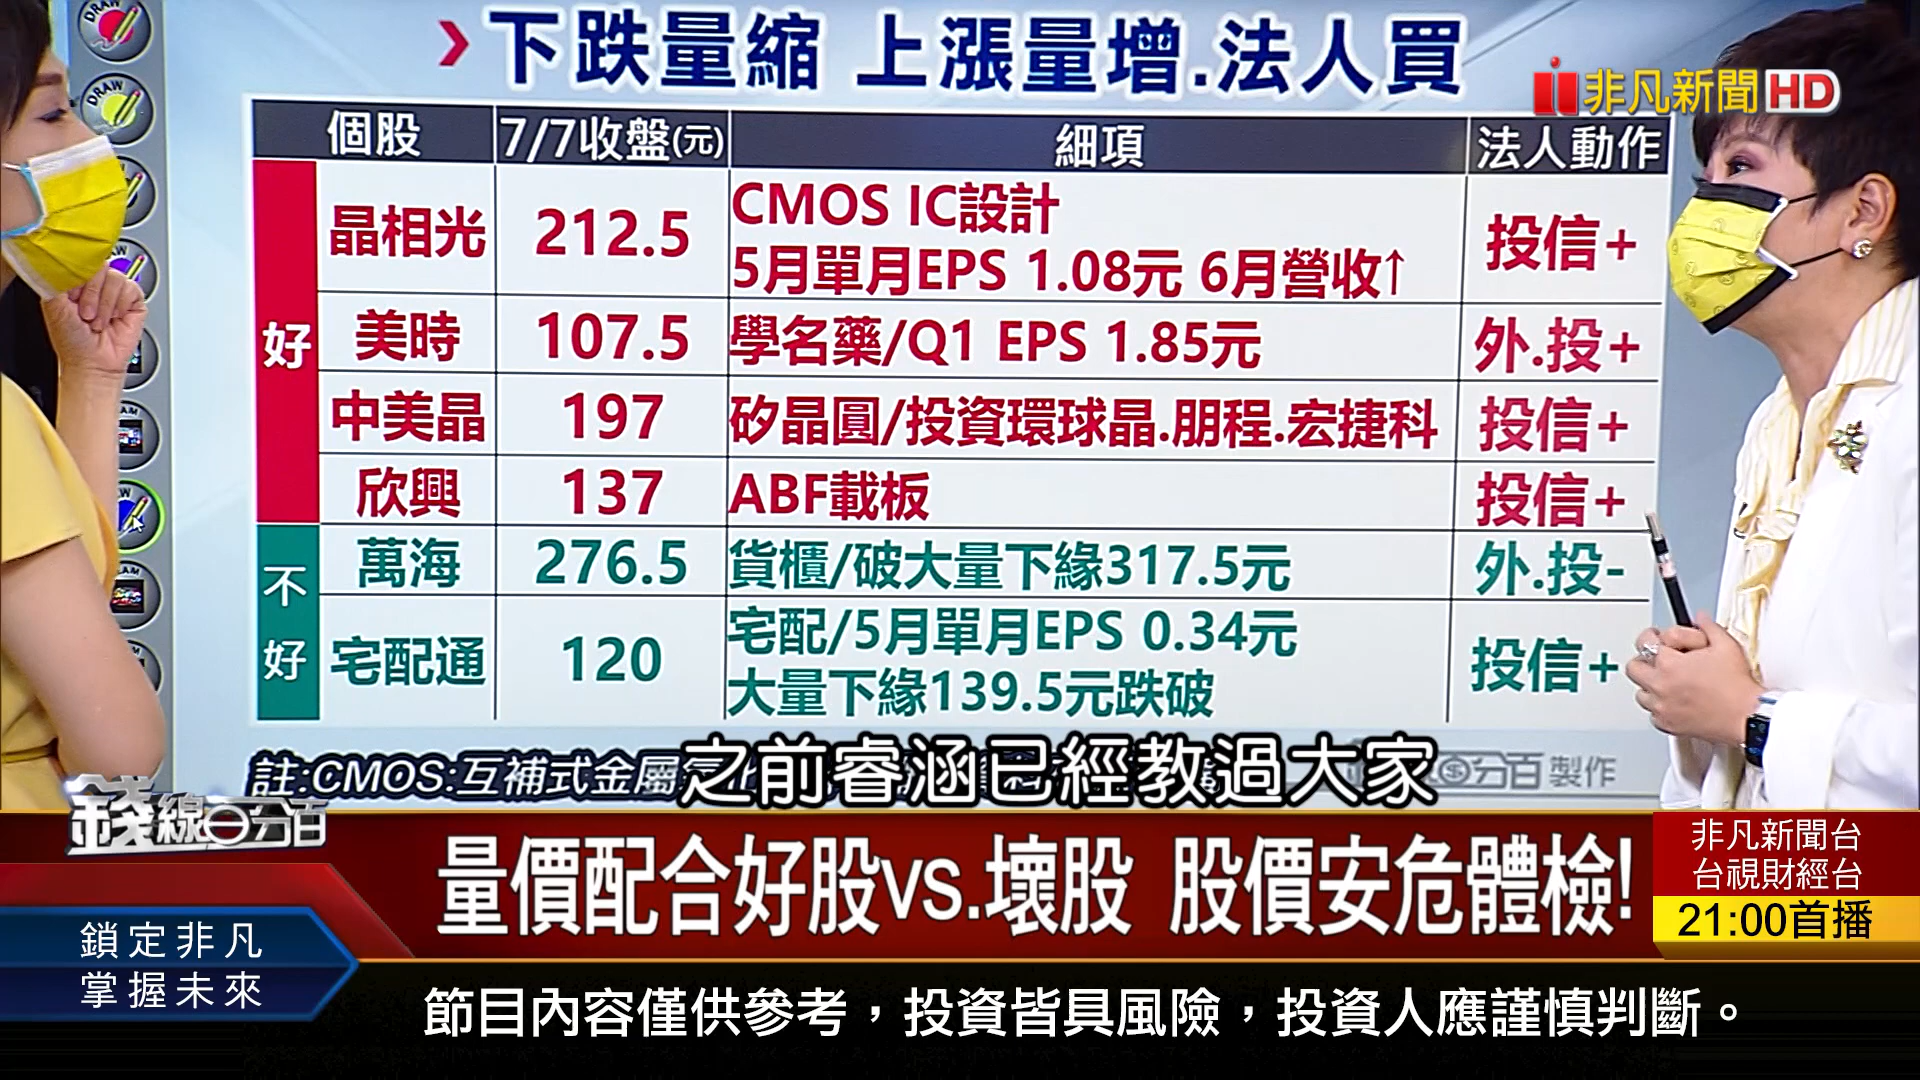 下跌量縮 上漲量增.法人買
非凡新聞HD
個股 7/7收盤(元) 細項 法人動作
好
晶相光 212.5 CMOS IC設計
5月單月EPS 1.08元 6月營收↑
投信+
美時 107.5 學名藥/Q1 EPS 1.85元 外.投+
中美晶 197 矽晶圓/投資環球晶.朋程.宏捷科 投信+
欣興 137 ABF載板 投信+
不好
萬海 276.5 貨櫃/破大量下緣317.5元 外.投-
宅配通 120 宅配/5月單月EPS 0.34元
大量下緣139.5元跌破
投信+
註:CMOS:互補式金屬
分百製作
之前睿涵已經教過大家
錢線百分百
量價配合好股vs.壞股 股價安危體檢!
非凡新聞台
台視財經台
21:00首播
鎖定非凡
掌握未來
節目內容僅供參考，投資皆具風險，投資人應謹慎判斷。
DRAW
DRAW